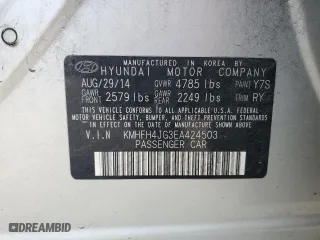 MANUFACTURED IN KOREA BY
HYUNDAI MOTOR COMPANY
AUG/29/14 GVWR 4785 lbs PAINT Y7S
GAWR FRONT 2579 lbs GAWR REAR 2249 lbs TRIM RY
THIS VEHICLE CONFORMS TO ALL APPLICABLE
U.S. FEDERAL MOTOR VEHICLE SAFETY, BUMPER,
AND THEFT PREVENTION STANDARDS IN EFFECT ON
THE DATE OF MANUFACTURE SHOWN ABOVE.
V.I.N KMHFH4JG3EA424503
PASSENGER CAR